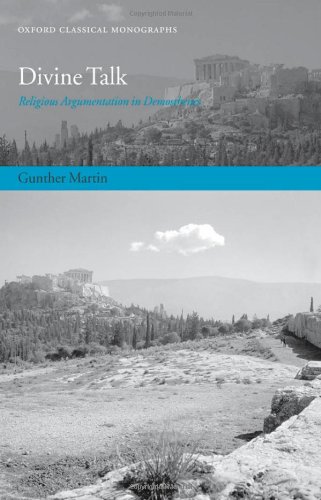 OXFORD CLASSICAL MONOGRAPHS
Divine Talk
Religious Argumentation in Demosthenes
Gunther Martin